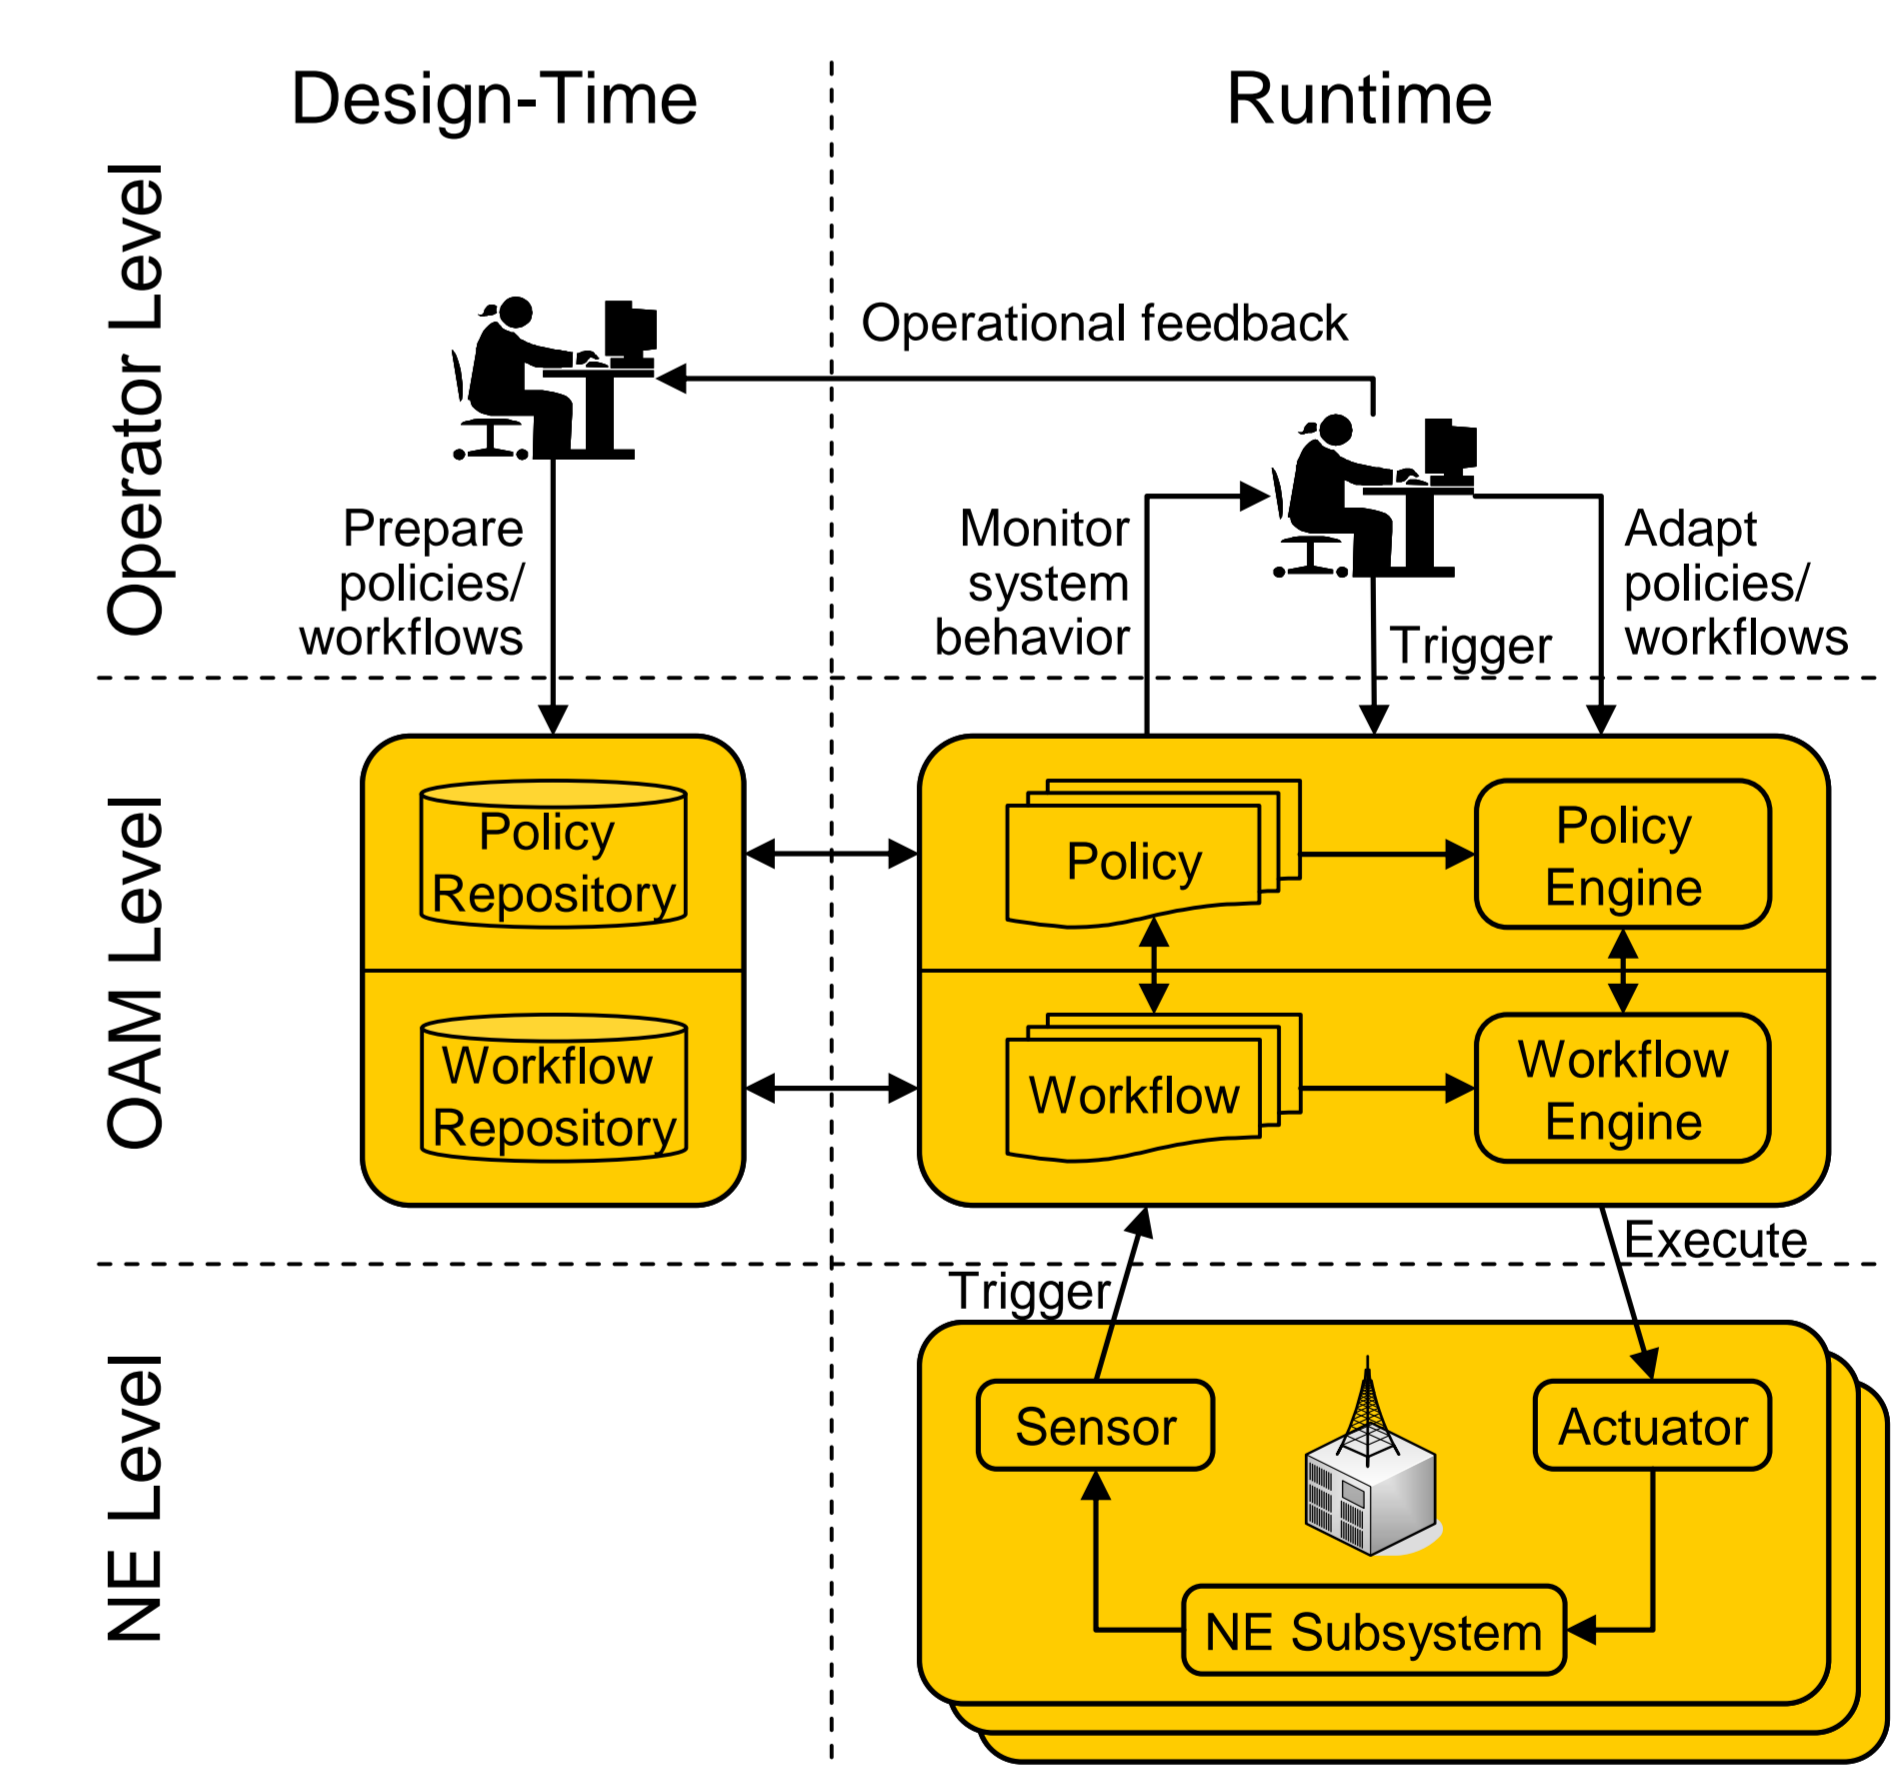 Design-Time
Runtime
Operator Level
Operational feedback
Prepare
policies/
workflows
Monitor
system
behavior
Trigger
Adapt
policies/
workflows
OAM Level
Policy
Repository
Policy
Policy
Engine
Workflow
Repository
Workflow
Workflow
Engine
Execute
Trigger
NE Level
Sensor
Actuator
NE Subsystem